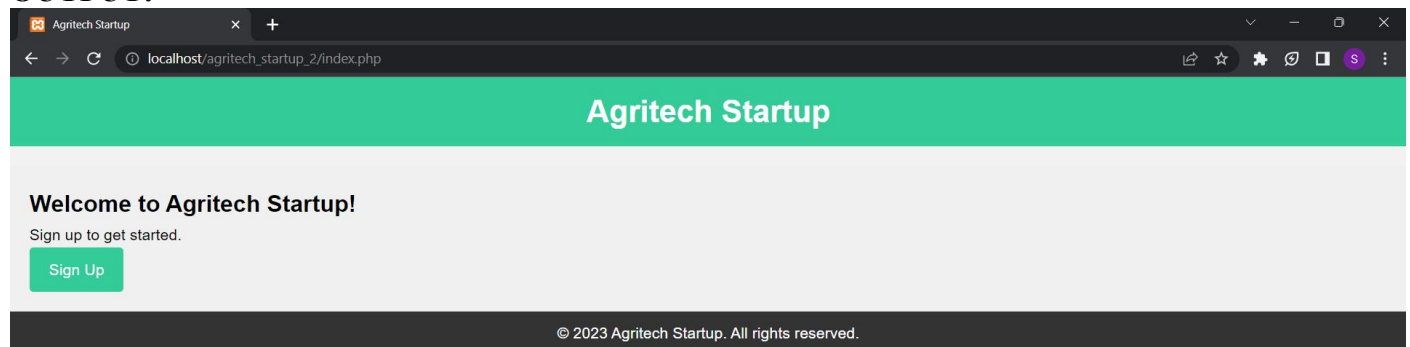 Agritech Startup
localhost/agritech_startup_2/index.php
S
Agritech Startup
Welcome to Agritech Startup!
Sign up to get started.
Sign Up
© 2023 Agritech Startup. All rights reserved.